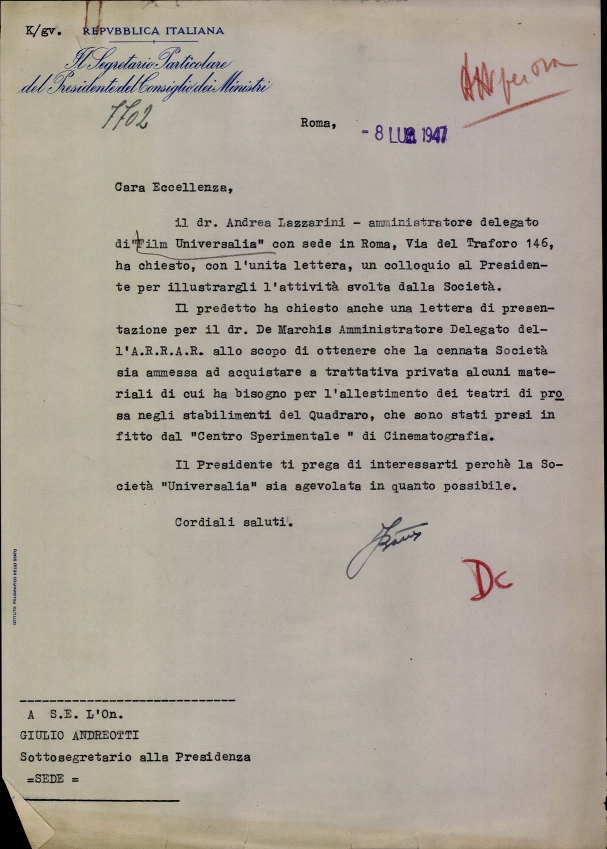 K/gv. REPVBBLICA ITALIANA
Il Segretario Particolare
del Presidente del Consiglio dei Ministri
7702
Roma, - 8 LUG. 1947
Cara Eccellenza,
il dr. Andrea Lazzarini - amministratore delegato
di "Film Universalia" con sede in Roma, Via del Traforo 146,
ha chiesto, con l'unita lettera, un colloquio al Presiden-
te per illustrargli l'attività svolta dalla Società.
Il predetto ha chiesto anche una lettera di presen-
tazione per il dr. De Marchis Amministratore Delegato del-
l'A.R.R.A.R. allo scopo di ottenere che la cennata Società
sia ammessa ad acquistare a trattativa privata alcuni mate-
riali di cui ha bisogno per l'allestimento dei teatri di pro
sa negli stabilimenti del Quadraro, che sono stati presi in
fitto dal "Centro Sperimentale " di Cinematografia.
Il Presidente ti prega di interessarti perchè la So-
cietà "Universalia" sia agevolata in quanto possibile.
Cordiali saluti.
Dc
ISTITUTO POLIGRAFICO DELLO STATO
A S.E. L'On.
GIULIO ANDREOTTI
Sottosegretario alla Presidenza
=SEDE =